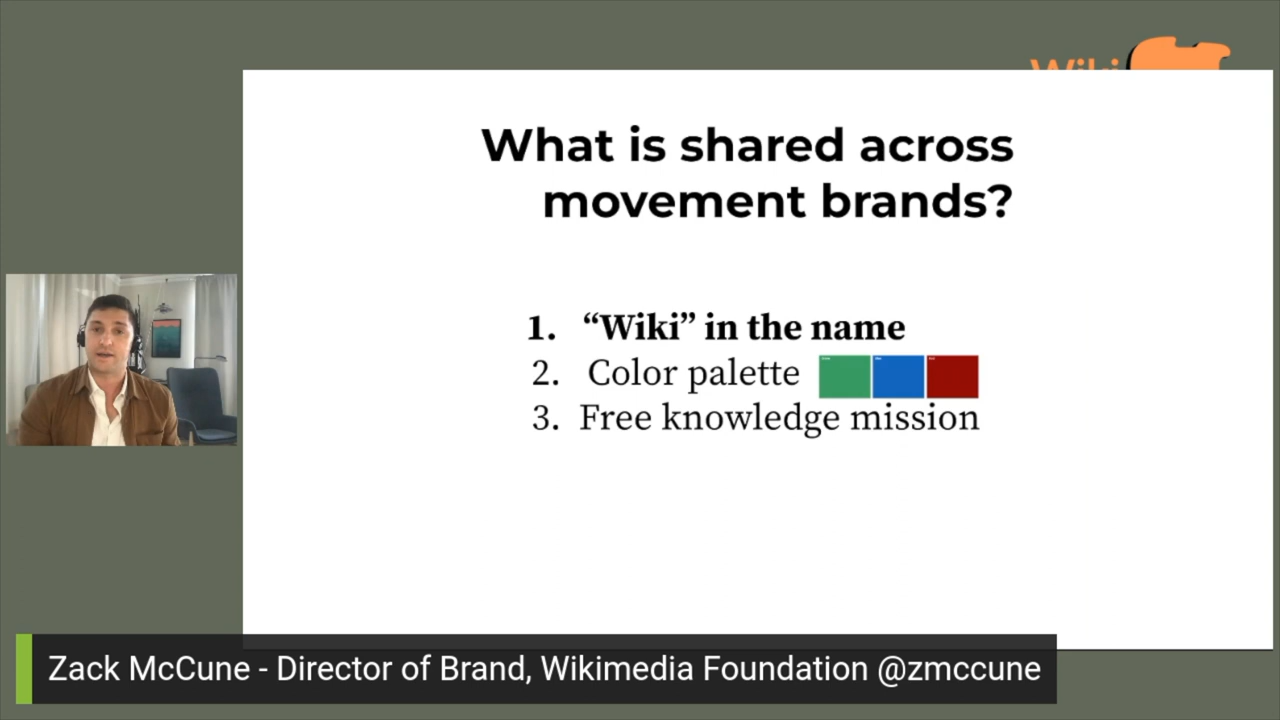 Wiki
What is shared across
movement brands?
1. “Wiki” in the name
2. Color palette
3. Free knowledge mission
Zack McCune - Director of Brand, Wikimedia Foundation @zmccune